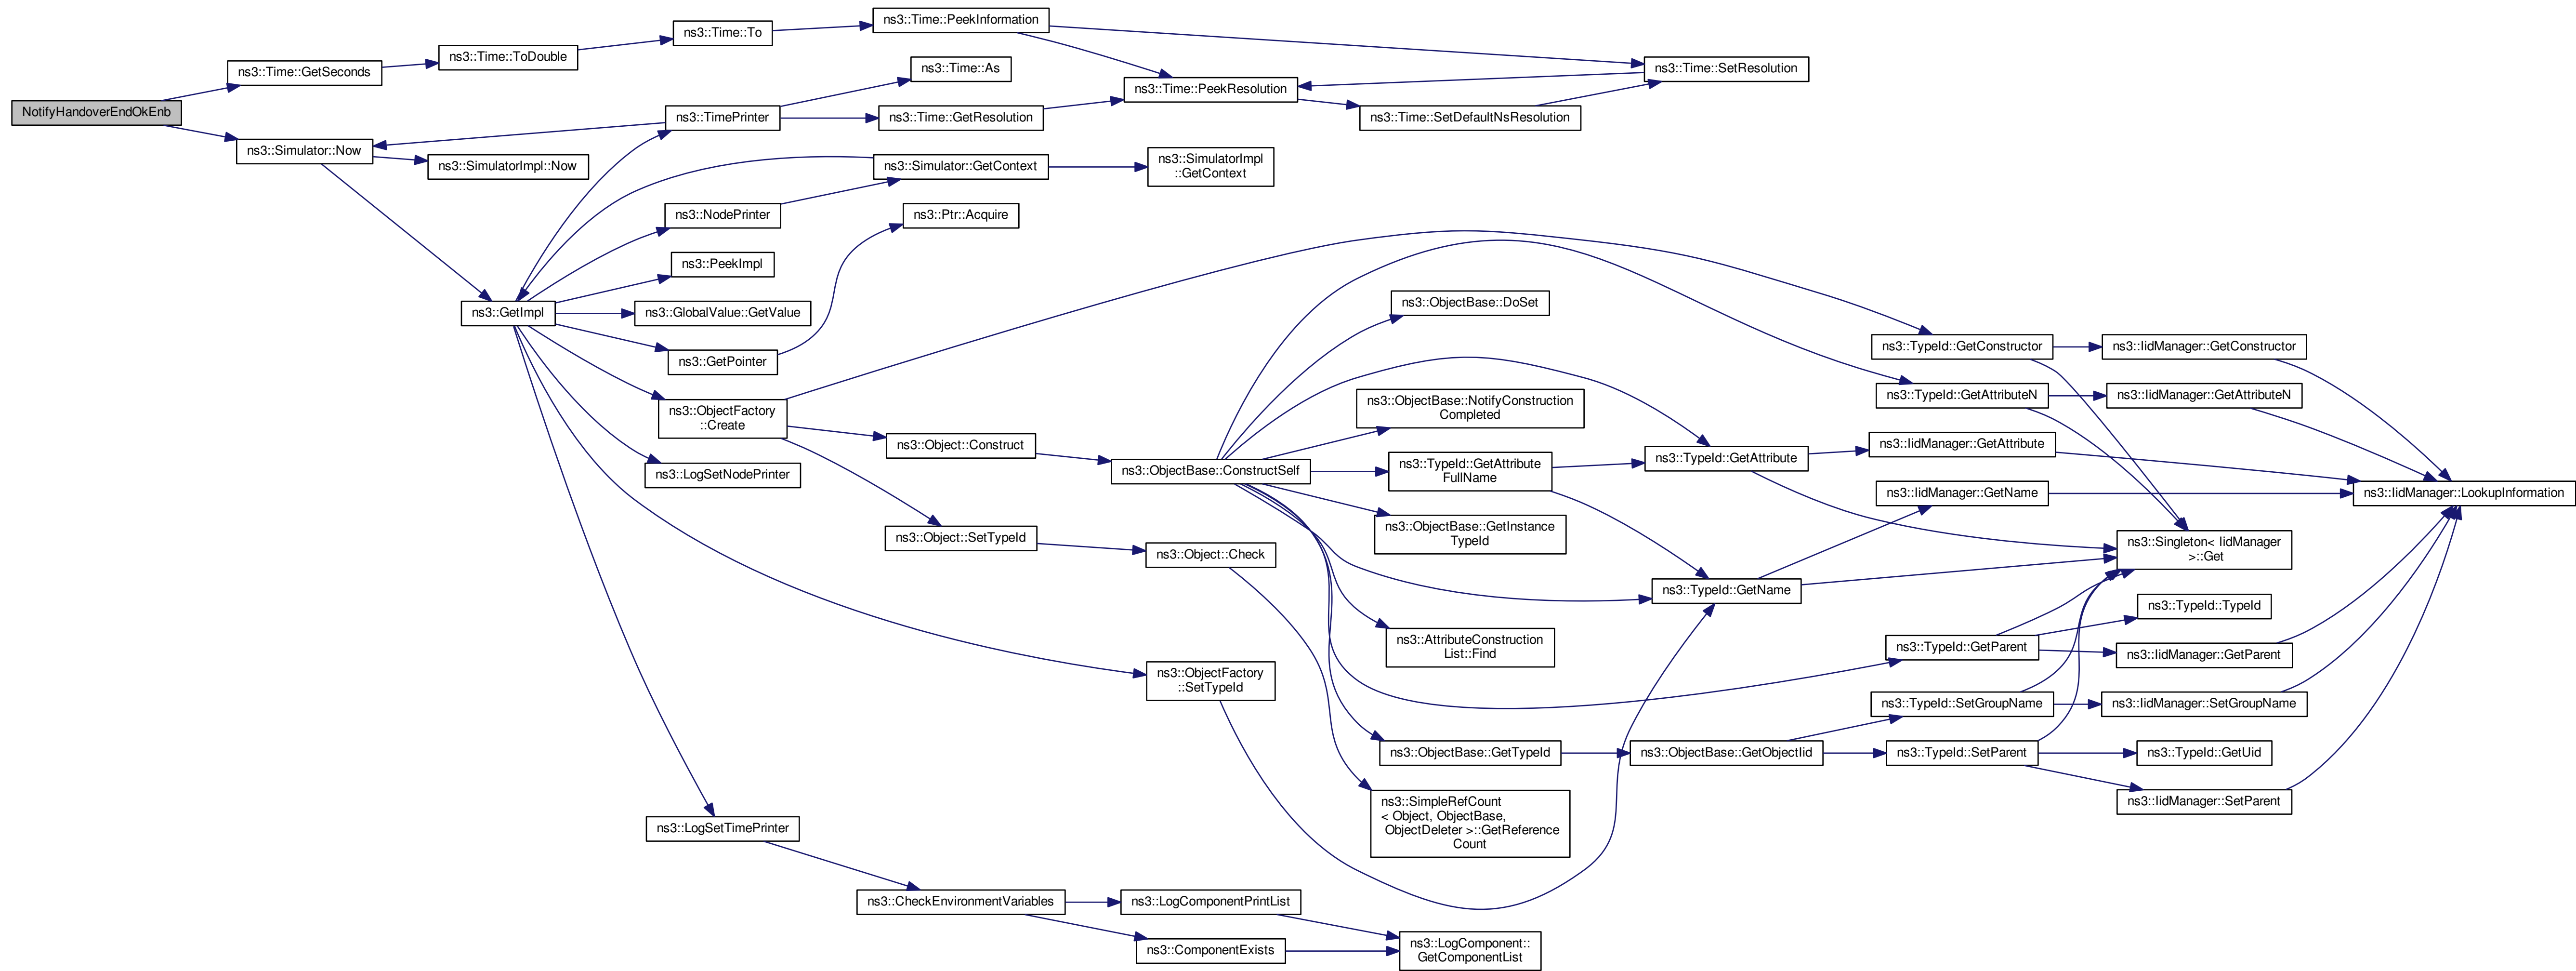 NotifyHandoverEndOkEnb
ns3::Time::GetSeconds
ns3::Simulator::Now
ns3::Time::ToDouble
ns3::SimulatorImpl::Now
ns3::GetImpl
ns3::Time::To
ns3::TimePrinter
ns3::NodePrinter
ns3::PeekImpl
ns3::GlobalValue::GetValue
ns3::GetPointer
ns3::ObjectFactory
::Create
ns3::LogSetNodePrinter
ns3::LogSetTimePrinter
ns3::Time::PeekInformation
ns3::Time::As
ns3::Time::GetResolution
ns3::Simulator::GetContext
ns3::Ptr::Acquire
ns3::Object::Construct
ns3::Object::SetTypeId
ns3::CheckEnvironmentVariables
ns3::Time::PeekResolution
ns3::SimulatorImpl
::GetContext
ns3::ObjectBase::ConstructSelf
ns3::Object::Check
ns3::ObjectFactory
::SetTypeId
ns3::LogComponentPrintList
ns3::ComponentExists
ns3::Time::SetDefaultNsResolution
ns3::ObjectBase::DoSet
ns3::ObjectBase::NotifyConstruction
Completed
ns3::TypeId::GetAttribute
FullName
ns3::ObjectBase::GetInstance
TypeId
ns3::AttributeConstruction
List::Find
ns3::ObjectBase::GetTypeId
ns3::SimpleRefCount
< Object, ObjectBase,
ObjectDeleter >::GetReference
Count
ns3::LogComponent::
GetComponentList
ns3::Time::SetResolution
ns3::TypeId::GetAttribute
ns3::TypeId::GetName
ns3::ObjectBase::GetObjectIid
ns3::TypeId::GetConstructor
ns3::TypeId::GetAttributeN
ns3::IidManager::GetAttribute
ns3::IidManager::GetName
ns3::TypeId::GetParent
ns3::TypeId::SetGroupName
ns3::TypeId::SetParent
ns3::IidManager::GetConstructor
ns3::IidManager::GetAttributeN
ns3::Singleton< IidManager
>::Get
ns3::TypeId::TypeId
ns3::IidManager::GetParent
ns3::IidManager::SetGroupName
ns3::TypeId::GetUid
ns3::IidManager::SetParent
ns3::IidManager::LookupInformation